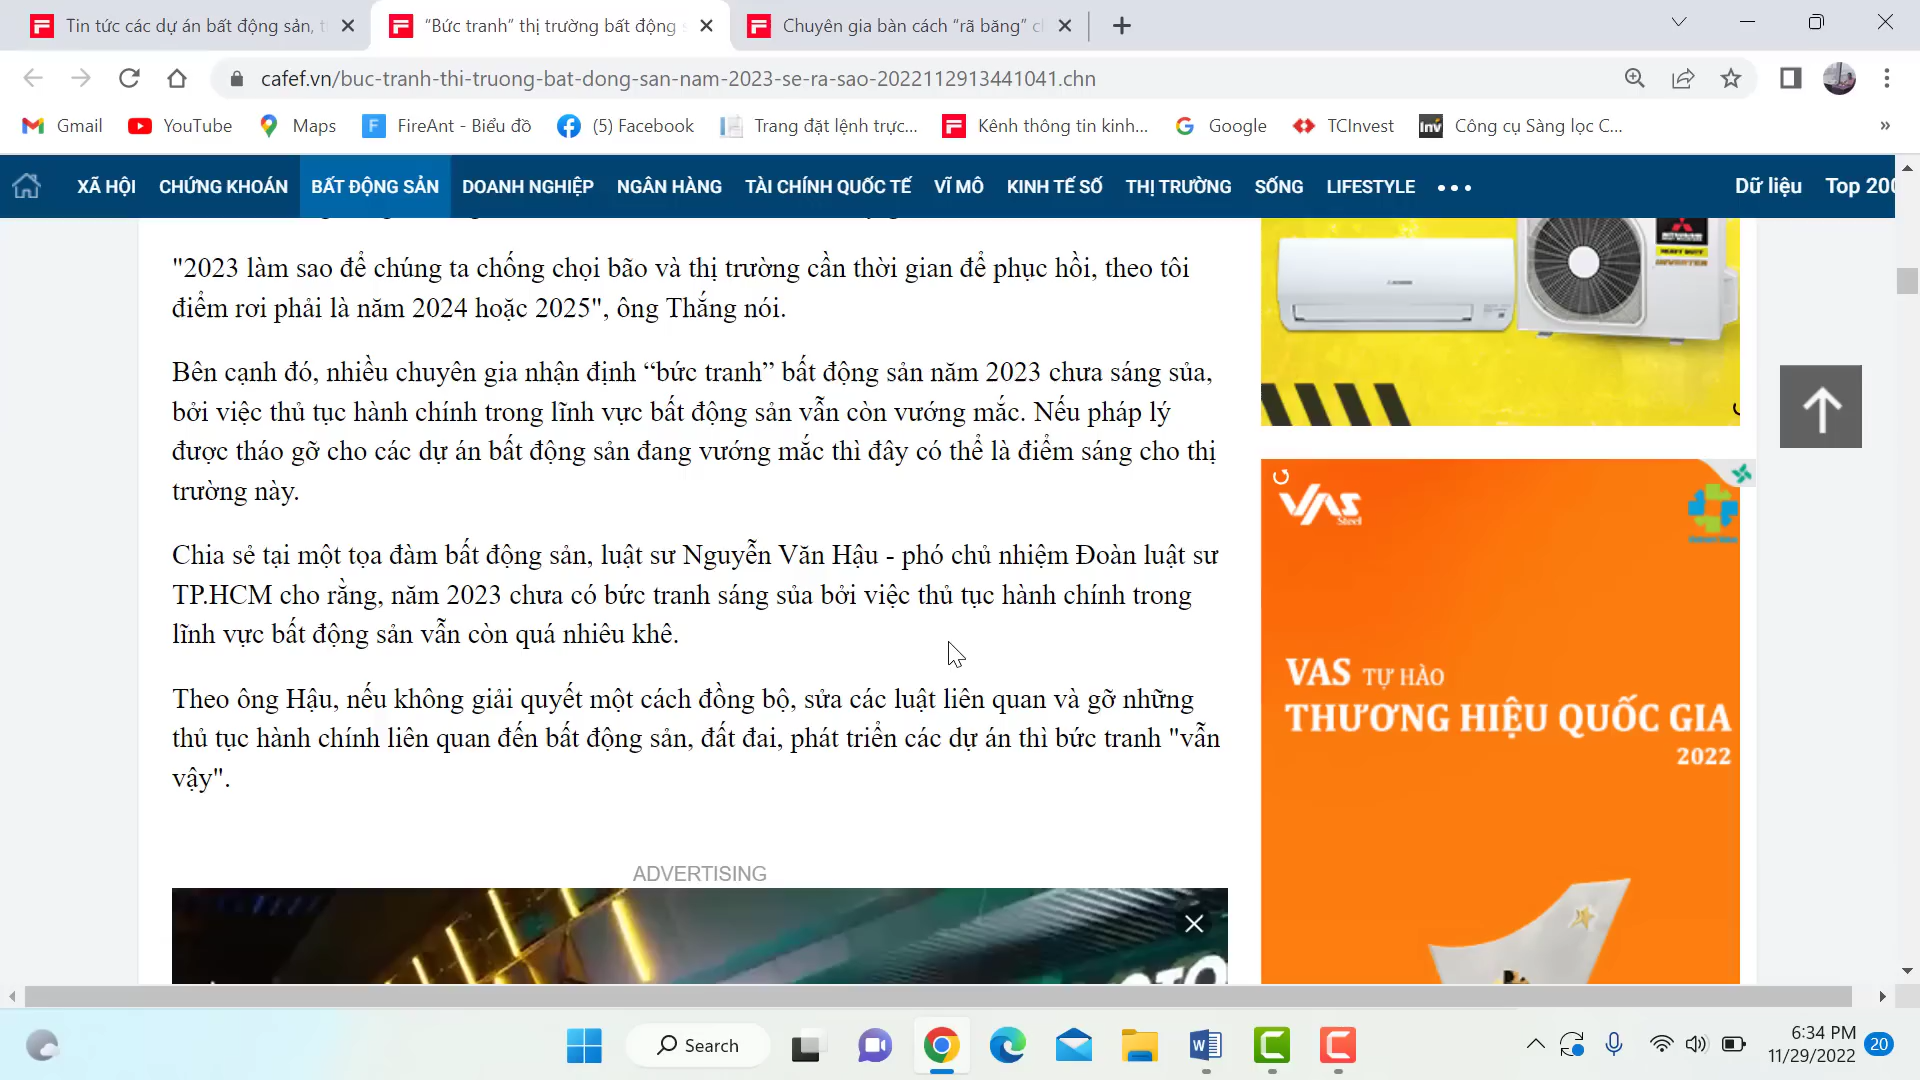 Tin tức các dự án bất động sản, t
“Bức tranh” thị trường bất động s
Chuyên gia bàn cách “rã băng” c
cafef.vn/buc-tranh-thi-truong-bat-dong-san-nam-2023-se-ra-sao-2022112913441041.chn
Gmail
YouTube
Maps
FireAnt - Biểu đồ
(5) Facebook
Trang đặt lệnh trực...
Kênh thông tin kinh...
Google
TCInvest
Công cụ Sàng lọc C...
»
XÃ HỘI CHỨNG KHOÁN BẤT ĐỘNG SẢN DOANH NGHIỆP NGÂN HÀNG TÀI CHÍNH QUỐC TẾ VĨ MÔ KINH TẾ SỐ THỊ TRƯỜNG SỐNG LIFESTYLE Dữ liệu Top 200
"2023 làm sao để chúng ta chống chọi bão và thị trường cần thời gian để phục hồi, theo tôi
điểm rơi phải là năm 2024 hoặc 2025", ông Thắng nói.
Bên cạnh đó, nhiều chuyên gia nhận định “bức tranh” bất động sản năm 2023 chưa sáng sủa,
bởi việc thủ tục hành chính trong lĩnh vực bất động sản vẫn còn vướng mắc. Nếu pháp lý
được tháo gỡ cho các dự án bất động sản đang vướng mắc thì đây có thể là điểm sáng cho thị
trường này.
Chia sẻ tại một tọa đàm bất động sản, luật sư Nguyễn Văn Hậu - phó chủ nhiệm Đoàn luật sư
TP.HCM cho rằng, năm 2023 chưa có bức tranh sáng sủa bởi việc thủ tục hành chính trong
lĩnh vực bất động sản vẫn còn quá nhiêu khê.
Theo ông Hậu, nếu không giải quyết một cách đồng bộ, sửa các luật liên quan và gỡ những
thủ tục hành chính liên quan đến bất động sản, đất đai, phát triển các dự án thì bức tranh "vẫn
vậy".
ADVERTISING
HEAVY DUTY
INVERTER
VAS
Steel
VAS TỰ HÀO
THƯƠNG HIỆU QUỐC GIA
2022
Search
6:34 PM
11/29/2022
20